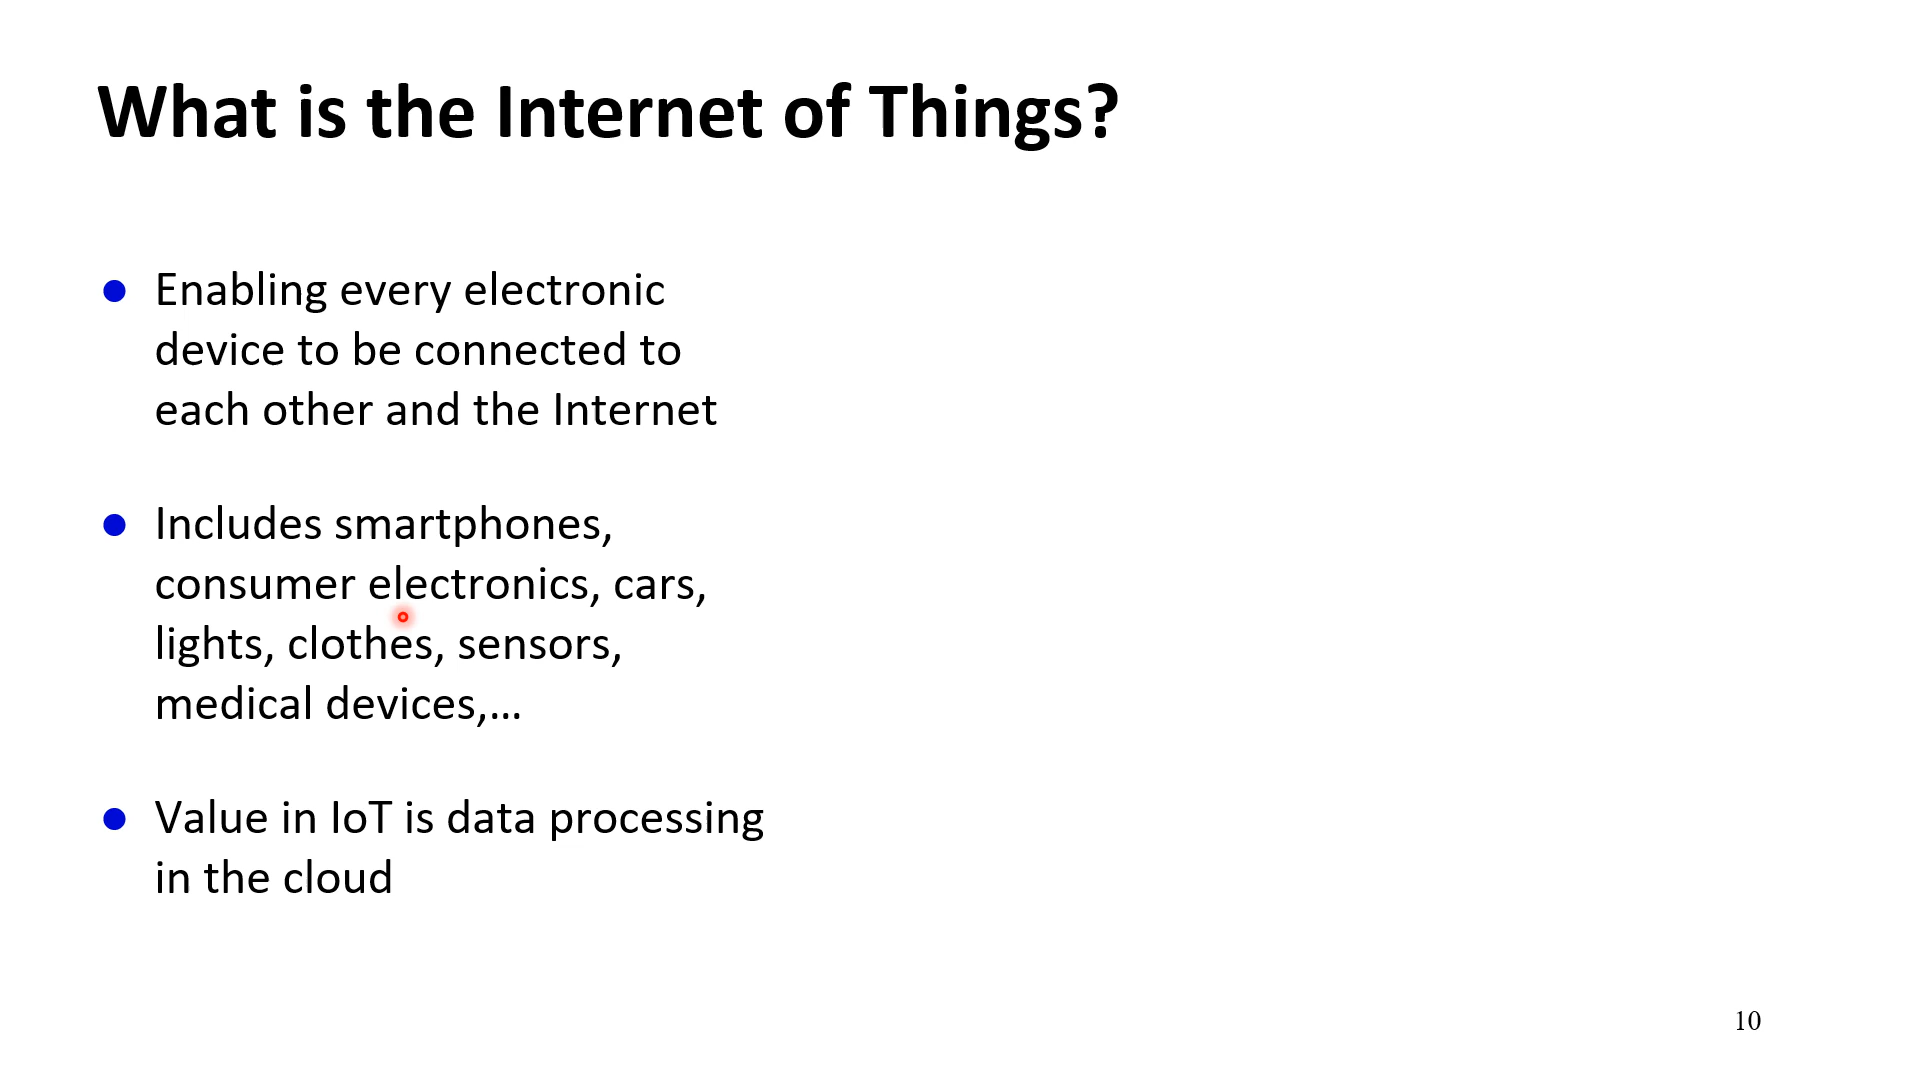 What is the Internet of Things?
● Enabling every electronic
device to be connected to
each other and the Internet
● Includes smartphones,
consumer electronics, cars,
lights, clothes, sensors,
medical devices,...
● Value in IoT is data processing
in the cloud
10